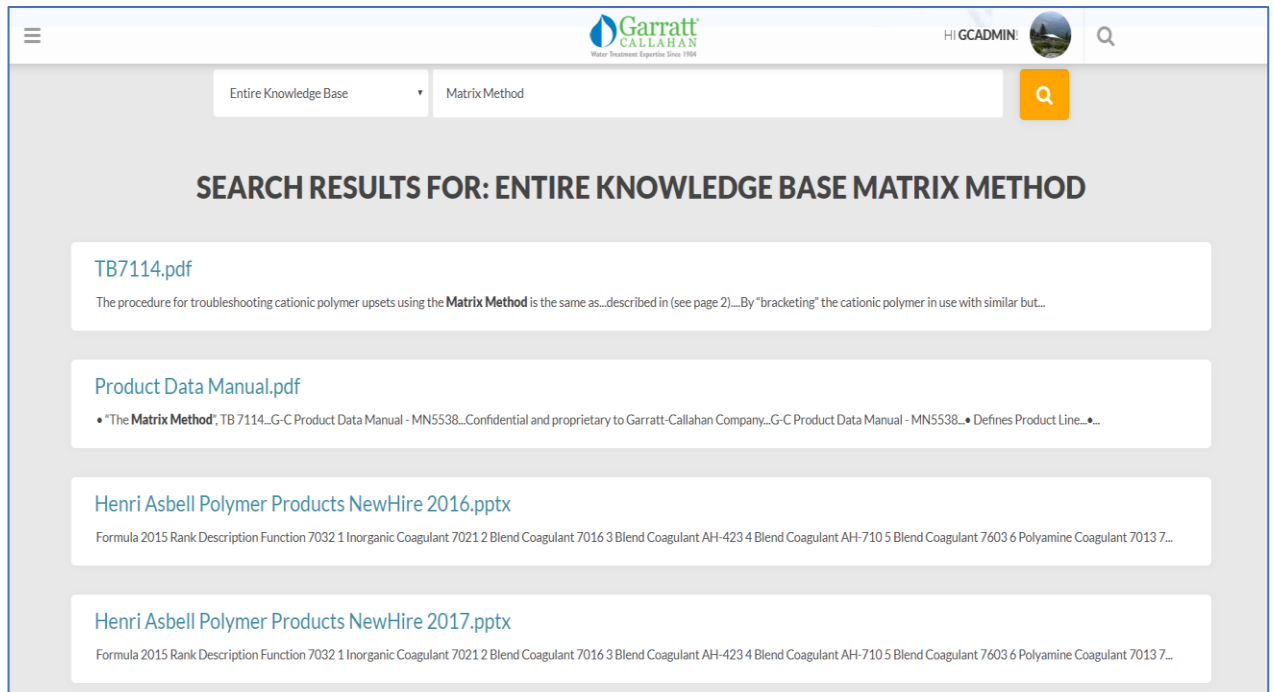 Garratt
CALLAHAN
Water Treatment Expertise Since 1904
HI GCADMIN!
Entire Knowledge Base
Matrix Method
SEARCH RESULTS FOR: ENTIRE KNOWLEDGE BASE MATRIX METHOD
TB7114.pdf
The procedure for troubleshooting cationic polymer upsets using the Matrix Method is the same as...described in (see page 2)....By “bracketing” the cationic polymer in use with similar but...
Product Data Manual.pdf
• “The Matrix Method”, TB 7114...G-C Product Data Manual - MN5538...Confidential and proprietary to Garratt-Callahan Company...G-C Product Data Manual - MN5538...• Defines Product Line...•...
Henri Asbell Polymer Products NewHire 2016.pptx
Formula 2015 Rank Description Function 7032 1 Inorganic Coagulant 7021 2 Blend Coagulant 7016 3 Blend Coagulant AH-423 4 Blend Coagulant AH-710 5 Blend Coagulant 7603 6 Polyamine Coagulant 7013 7...
Henri Asbell Polymer Products NewHire 2017.pptx
Formula 2015 Rank Description Function 7032 1 Inorganic Coagulant 7021 2 Blend Coagulant 7016 3 Blend Coagulant AH-423 4 Blend Coagulant AH-710 5 Blend Coagulant 7603 6 Polyamine Coagulant 7013 7...